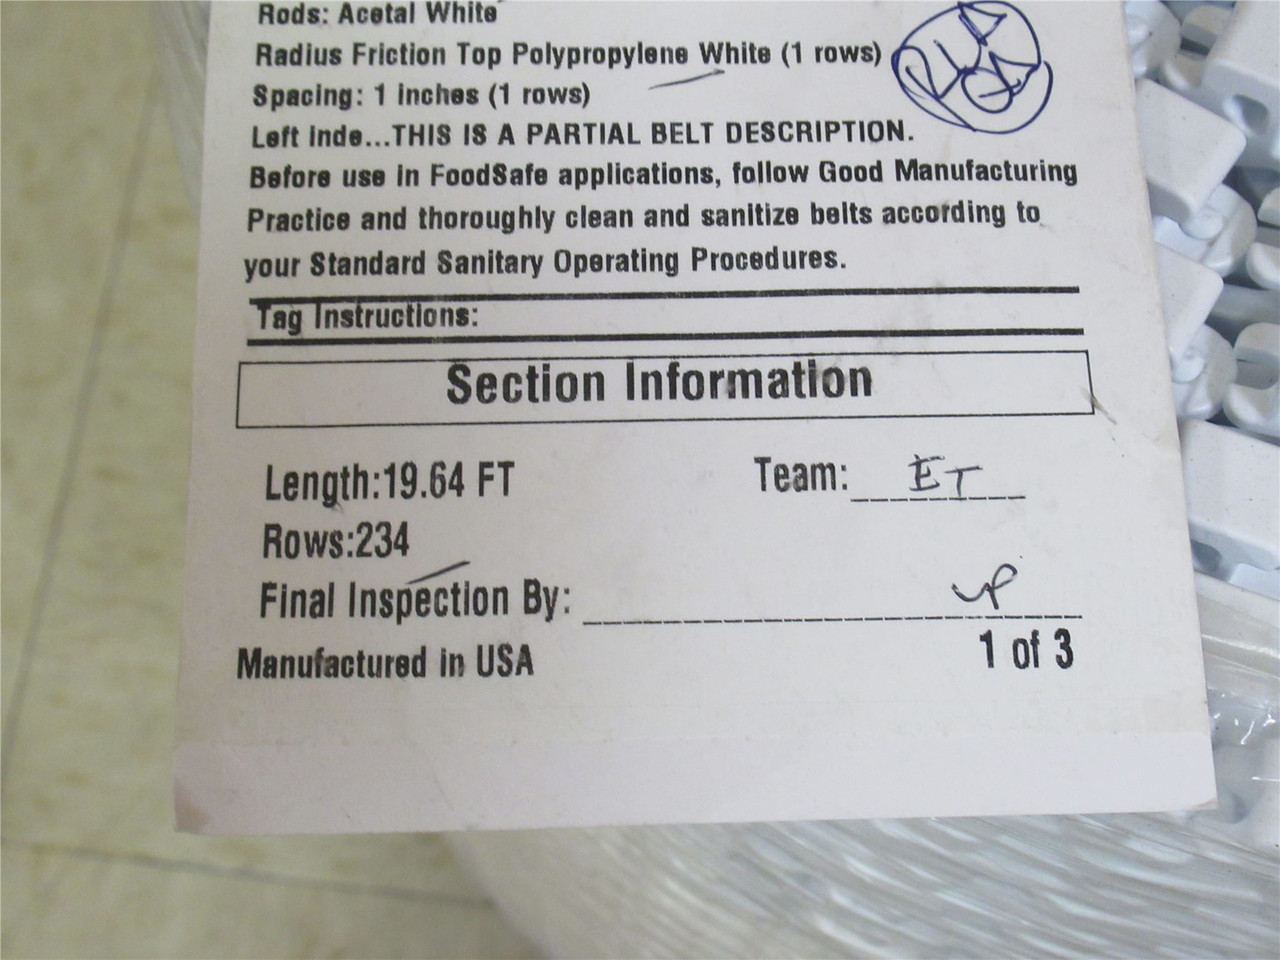 Rods: Acetal White
Radius Friction Top Polypropylene White (1 rows)
Spacing: 1 inches (1 rows)
Left Inde...THIS IS A PARTIAL BELT DESCRIPTION.
Before use in FoodSafe applications, follow Good Manufacturing
Practice and thoroughly clean and sanitize belts according to
your Standard Sanitary Operating Procedures.
Tag Instructions:
Section Information
Length:19.64 FT
Team: ET
Rows:234
Final Inspection By:
Manufactured in USA
1 of 3